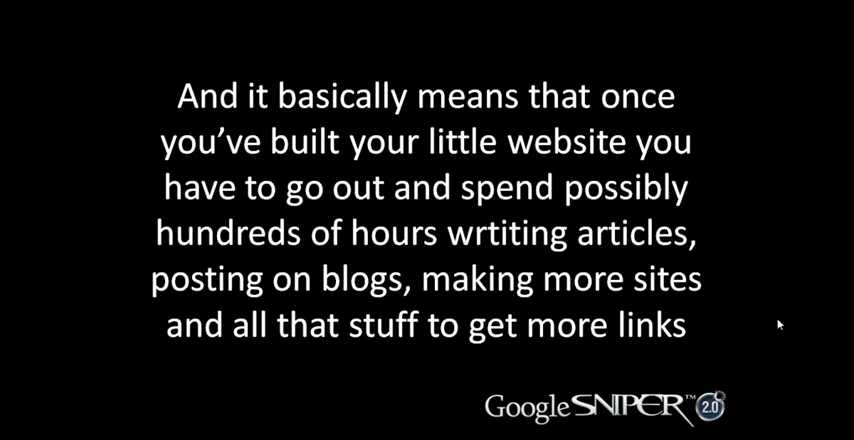 And it basically means that once
you’ve built your little website you
have to go out and spend possibly
hundreds of hours wrtiting articles,
posting on blogs, making more sites
and all that stuff to get more links
Google SNIPER™ 2.0